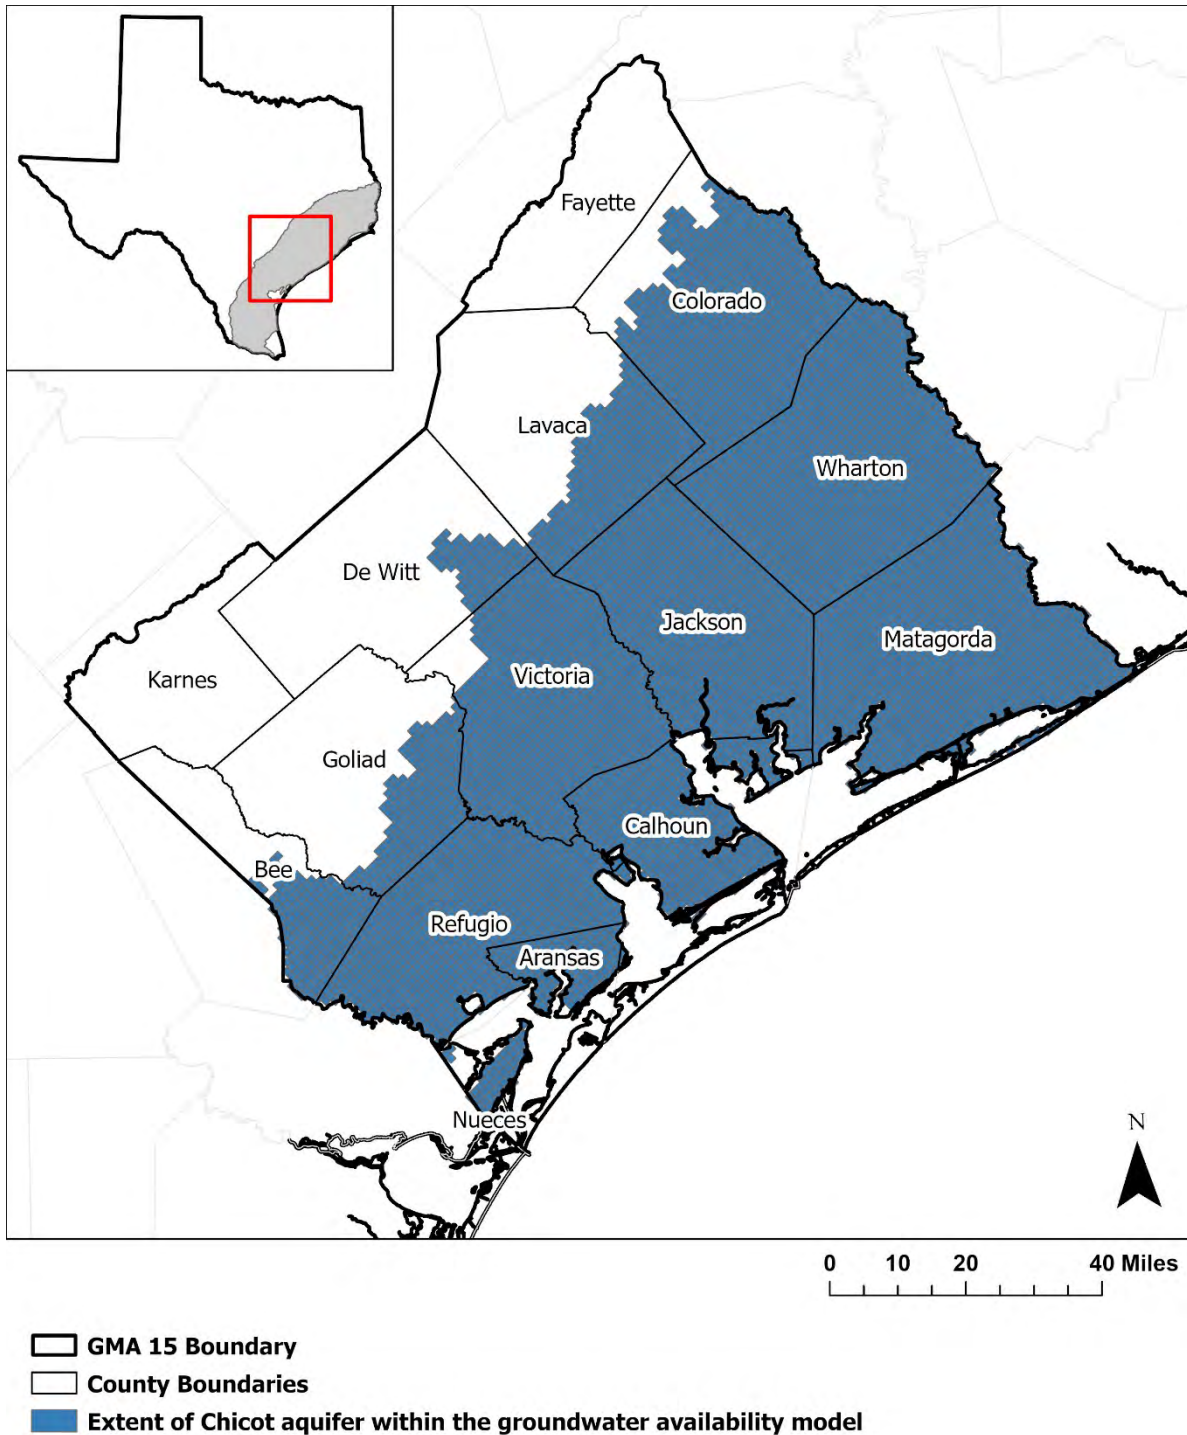 Fayette
Colorado
Lavaca
Wharton
De Witt
Jackson
Matagorda
Karnes
Victoria
Goliad
Calhoun
Bee
Refugio
Aransas
Nueces
N
0 10 20 40 Miles
GMA 15 Boundary
County Boundaries
Extent of Chicot aquifer within the groundwater availability model